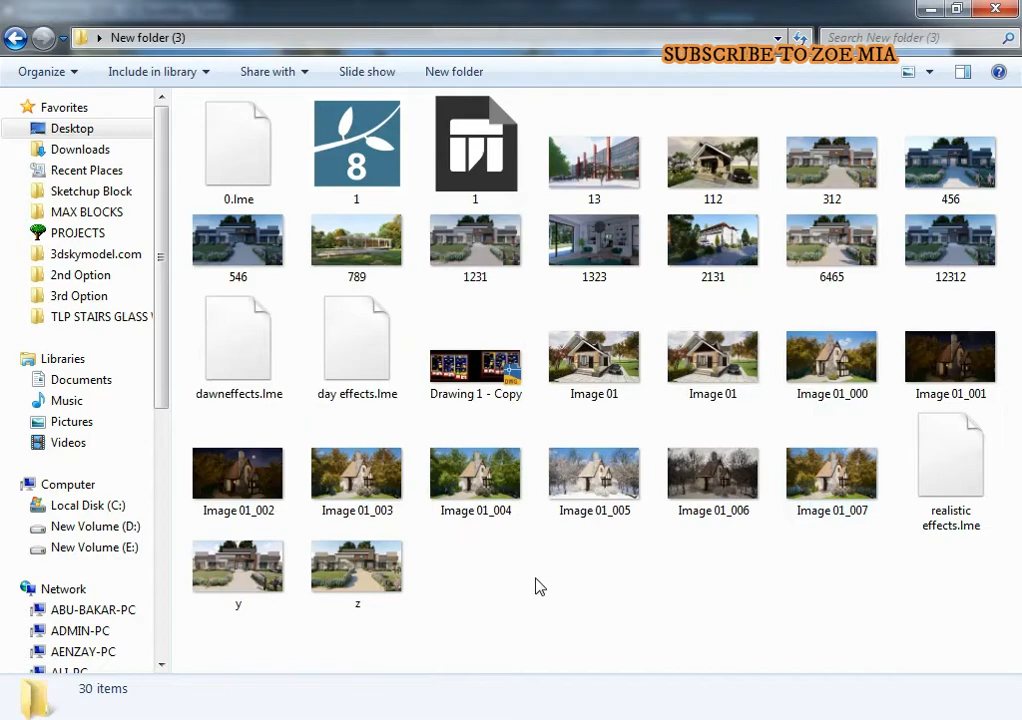 New folder (3)
Search New folder (3)
SUBSCRIBE TO ZOE MIA
Organize
Include in library
Share with
Slide show
New folder
Favorites
Desktop
Downloads
Recent Places
Sketchup Block
MAX BLOCKS
PROJECTS
3dskymodel.com
2nd Option
3rd Option
TLP STAIRS GLASS
Libraries
Documents
Music
Pictures
Videos
Computer
Local Disk (C:)
New Volume (D:)
New Volume (E:)
Network
ABU-BAKAR-PC
ADMIN-PC
AENZAY-PC
8
0.lme
1
1
13
112
312
456
546
789
1231
1323
2131
6465
12312
DWG
dawneffects.lme
day effects.lme
Drawing 1 - Copy
Image 01
Image 01
Image 01_000
Image 01_001
Image 01_002
Image 01_003
Image 01_004
Image 01_005
Image 01_006
Image 01_007
realistic
effects.lme
y
z
30 items